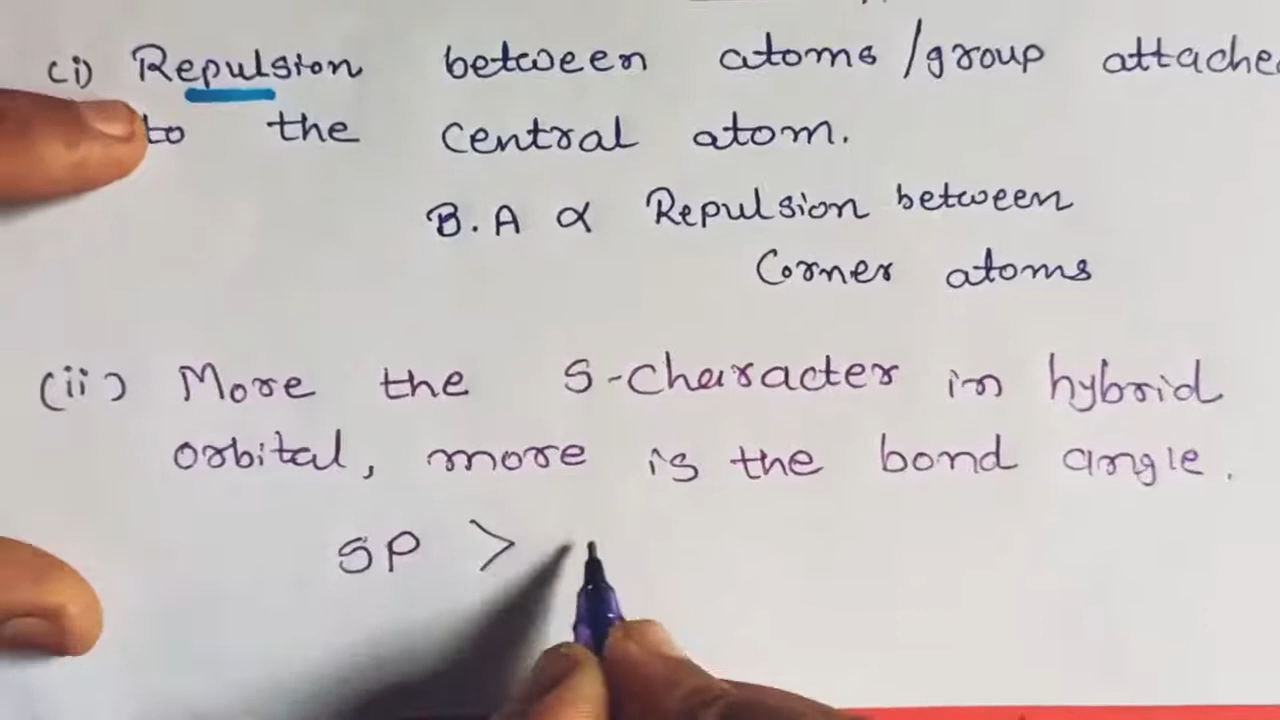 (i) Repulsion between atoms/group attache
to the central atom.
B.A ∝ Repulsion between
Corner atoms
(ii) More the S-character in hybrid
orbital, more is the bond angle.
SP >